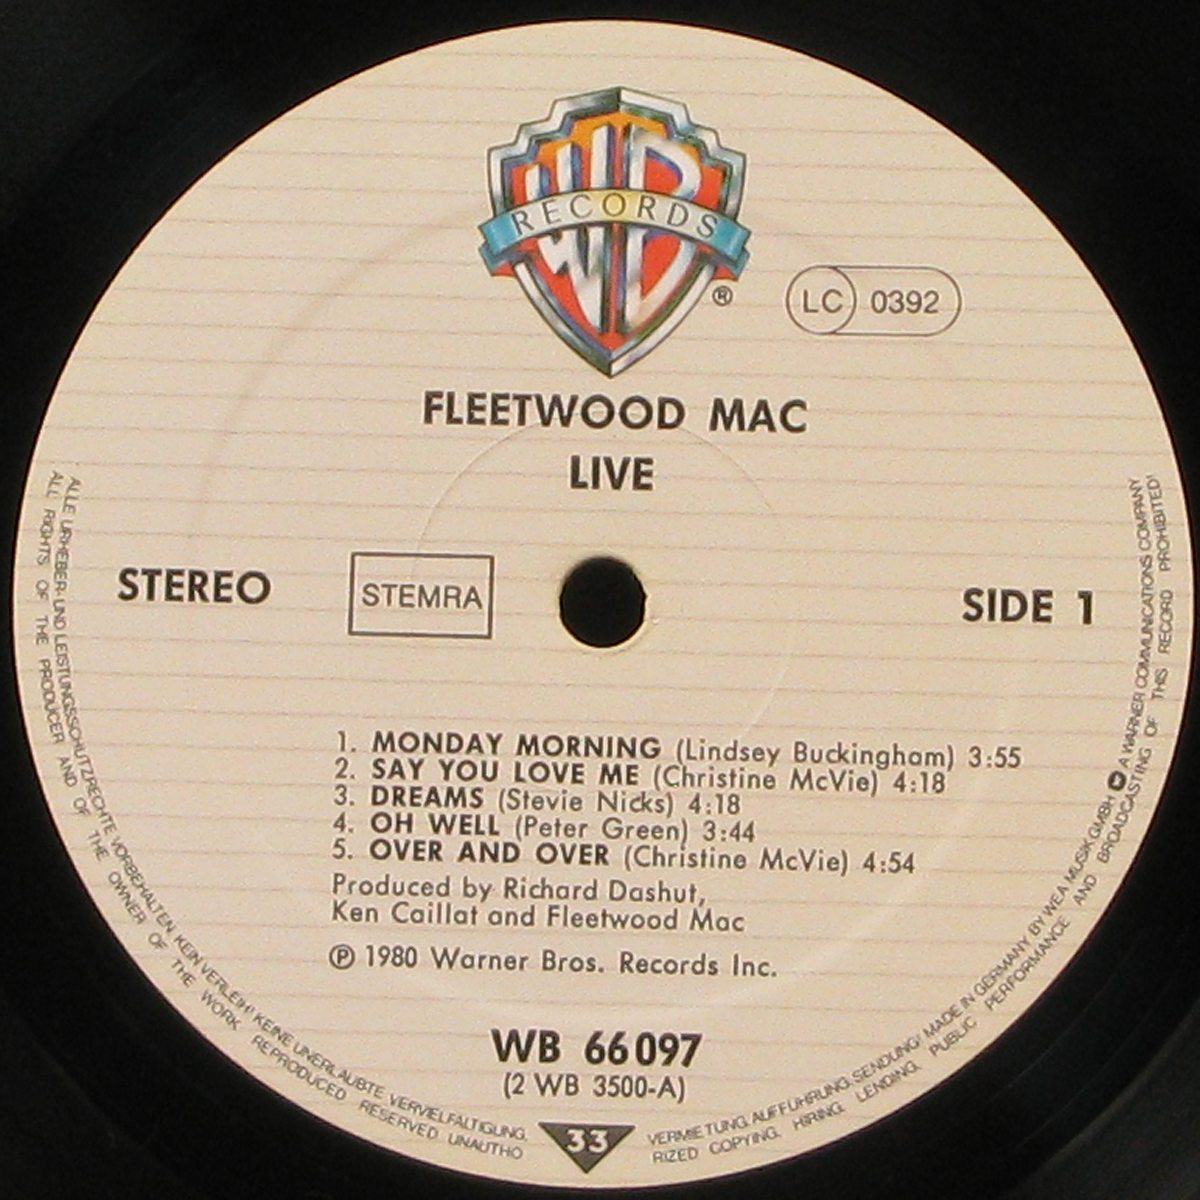 WB
RECORDS
®
LC 0392
FLEETWOOD MAC
LIVE
STEREO
STEMRA
SIDE 1
1. MONDAY MORNING (Lindsey Buckingham) 3:55
2. SAY YOU LOVE ME (Christine McVie) 4:18
3. DREAMS (Stevie Nicks) 4:18
4. OH WELL (Peter Green) 3:44
5. OVER AND OVER (Christine McVie) 4:54
Produced by Richard Dashut,
Ken Caillat and Fleetwood Mac
℗ 1980 Warner Bros. Records Inc.
WB 66 097
(2 WB 3500-A)
33
ALLE URHEBER- UND LEISTUNGSSCHUTZRECHTE VORBEHALTEN. KEIN VERLEIH! KEINE UNERLAUBTE VERVIELFÄLTIGUNG, VERMIETUNG, AUFFÜHRUNG, SENDUNG! MADE IN GERMANY BY WEA MUSIK GMBH A WARNER COMMUNICATIONS COMPANY
ALL RIGHTS OF THE PRODUCER AND OF THE OWNER OF THE WORK REPRODUCED RESERVED UNAUTHORIZED COPYING, HIRING, LENDING, PUBLIC PERFORMANCE AND BROADCASTING OF THIS RECORD PROHIBITED!